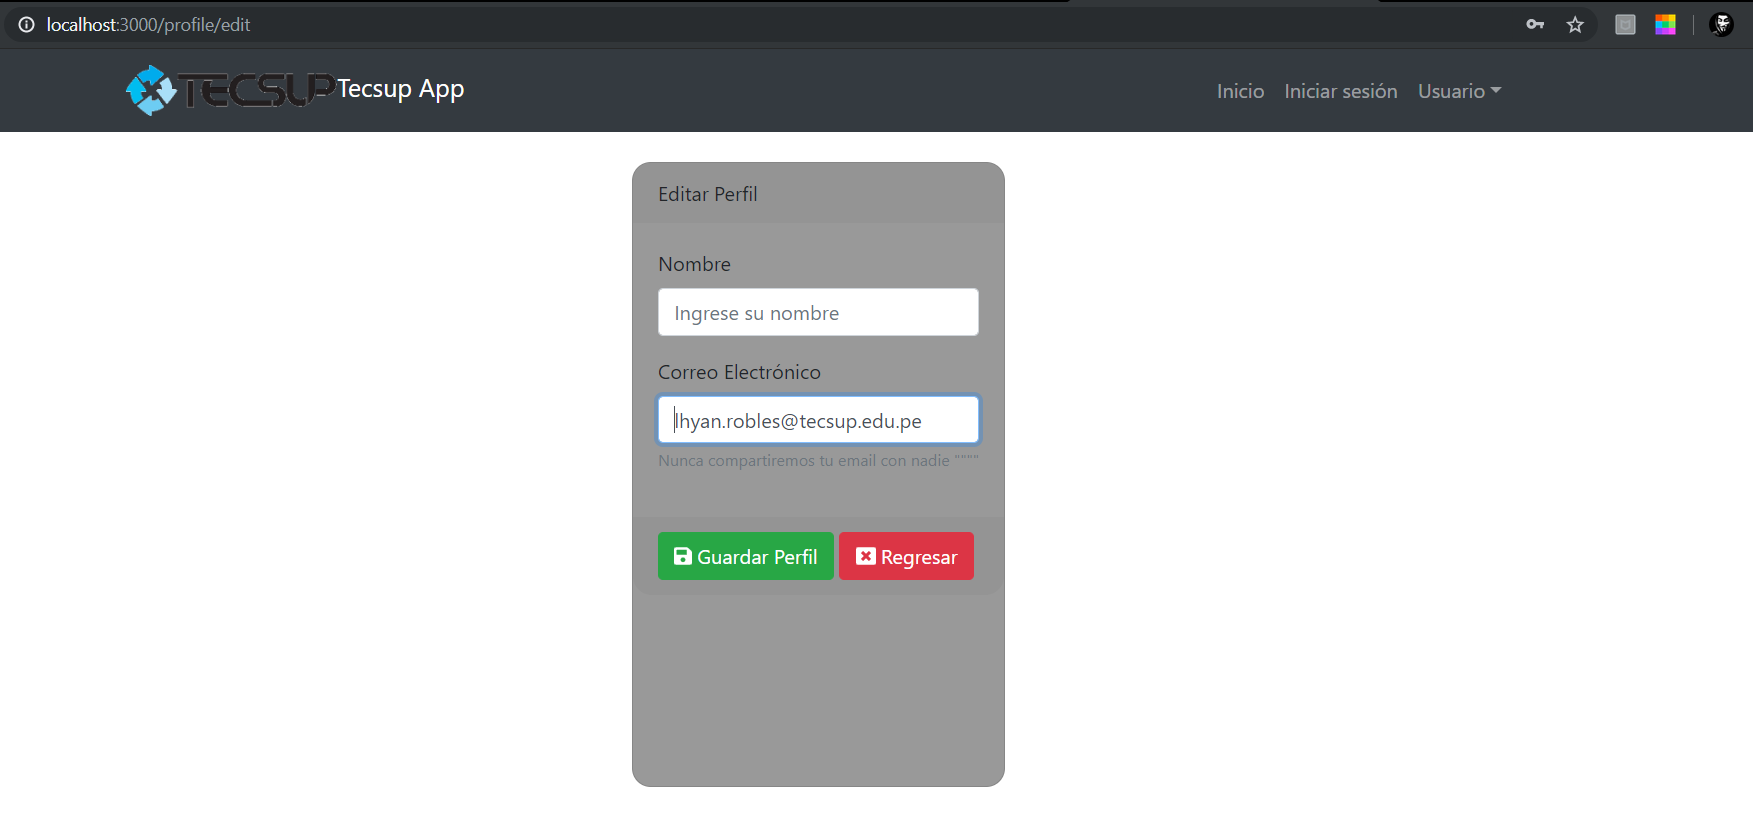 localhost:3000/profile/edit
TECSUP Tecsup App
Inicio Iniciar sesión Usuario
Editar Perfil
Nombre
Ingrese su nombre
Correo Electrónico
lhyan.robles@tecsup.edu.pe
Nunca compartiremos tu email con nadie """"
Guardar Perfil Regresar